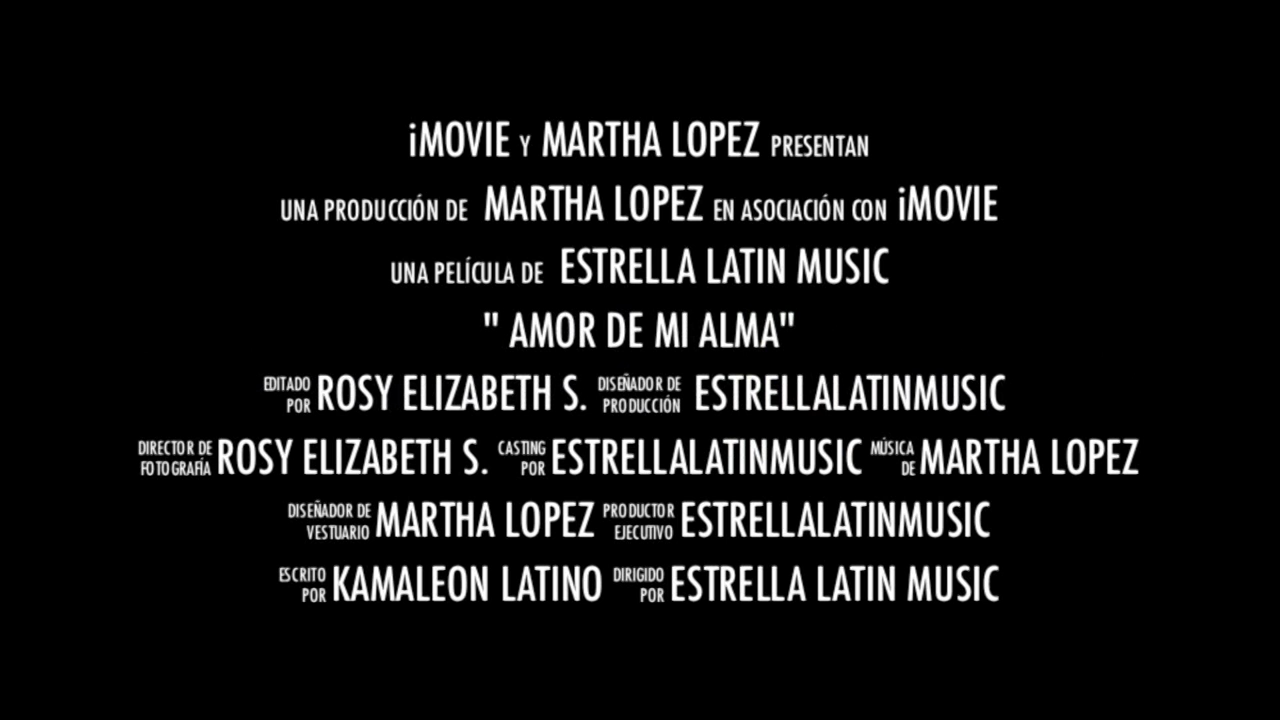 iMOVIE Y MARTHA LOPEZ PRESENTAN
UNA PRODUCCIÓN DE MARTHA LOPEZ EN ASOCIACIÓN CON iMOVIE
UNA PELÍCULA DE ESTRELLA LATIN MUSIC
" AMOR DE MI ALMA"
EDITADO POR ROSY ELIZABETH S. DISEÑADOR DE PRODUCCIÓN ESTRELLALATINMUSIC
DIRECTOR DE FOTOGRAFÍA ROSY ELIZABETH S. CASTING POR ESTRELLALATINMUSIC MÚSICA DE MARTHA LOPEZ
DISEÑADOR DE VESTUARIO MARTHA LOPEZ PRODUCTOR EJECUTIVO ESTRELLALATINMUSIC
ESCRITO POR KAMALEON LATINO DIRIGIDO POR ESTRELLA LATIN MUSIC